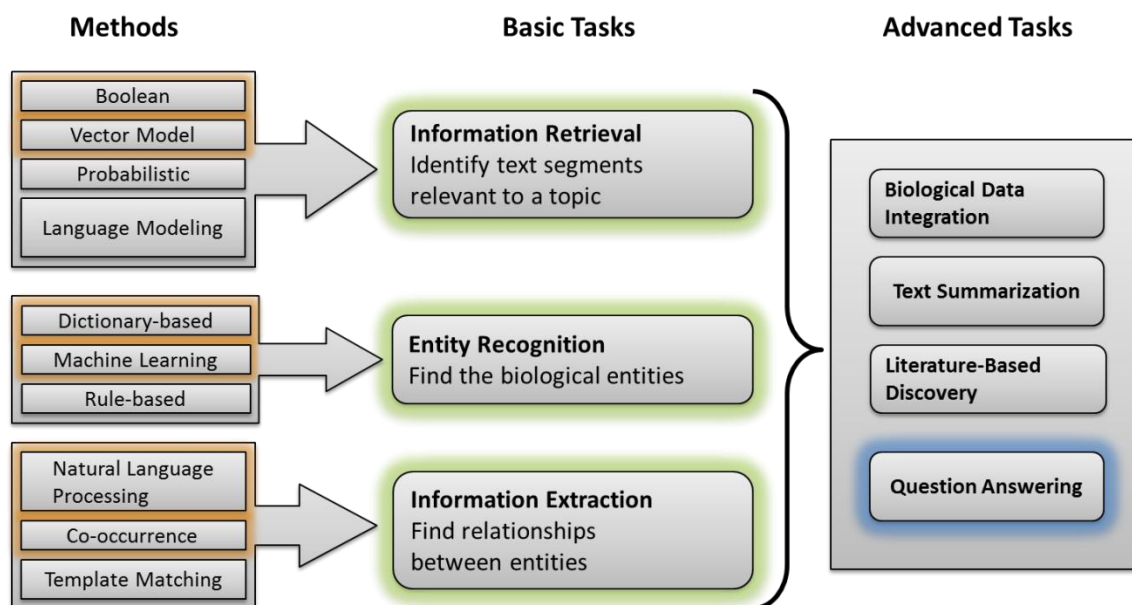 Methods
Basic Tasks
Advanced Tasks
Boolean
Vector Model
Probabilistic
Language Modeling
Information Retrieval
Identify text segments
relevant to a topic
Dictionary-based
Machine Learning
Rule-based
Entity Recognition
Find the biological entities
Natural Language
Processing
Co-occurrence
Template Matching
Information Extraction
Find relationships
between entities
Biological Data
Integration
Text Summarization
Literature-Based
Discovery
Question Answering